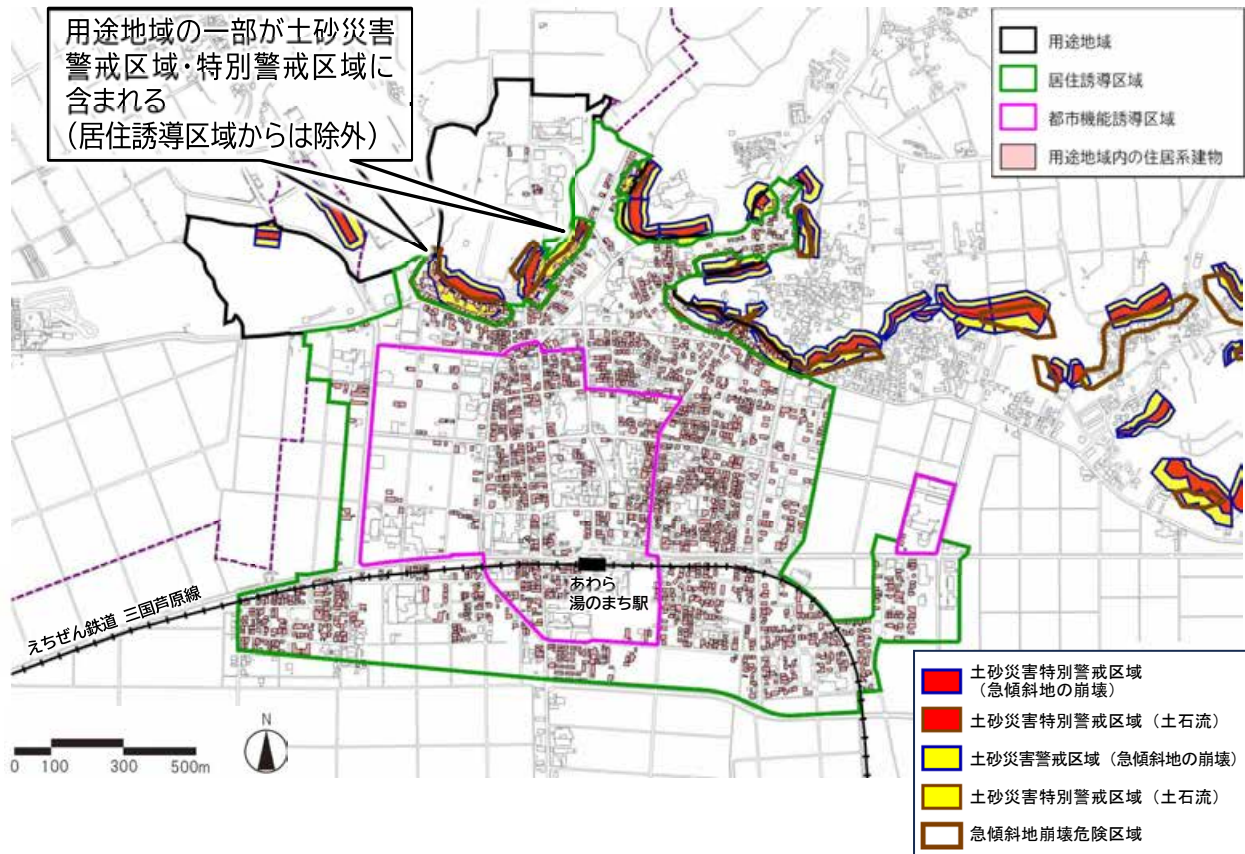 用途地域の一部が土砂災害
警戒区域・特別警戒区域に
含まれる
(居住誘導区域からは除外)
用途地域
居住誘導区域
都市機能誘導区域
用途地域内の住居系建物
あわら
湯のまち駅
えちぜん鉄道 三国芦原線
N
0 100 300 500m
土砂災害特別警戒区域
(急傾斜地の崩壊)
土砂災害特別警戒区域(土石流)
土砂災害警戒区域(急傾斜地の崩壊)
土砂災害特別警戒区域(土石流)
急傾斜地崩壊危険区域